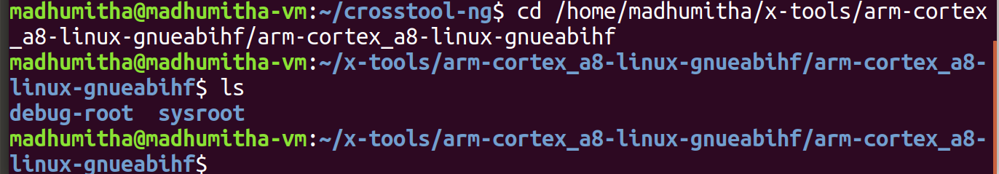 madhumitha@madhumitha-vm:~/crosstool-ng$ cd /home/madhumitha/x-tools/arm-cortex
_a8-linux-gnueabihf/arm-cortex_a8-linux-gnueabihf
madhumitha@madhumitha-vm:~/x-tools/arm-cortex_a8-linux-gnueabihf/arm-cortex_a8-
linux-gnueabihf$ ls
debug-root  sysroot
madhumitha@madhumitha-vm:~/x-tools/arm-cortex_a8-linux-gnueabihf/arm-cortex_a8-
linux-gnueabihf$